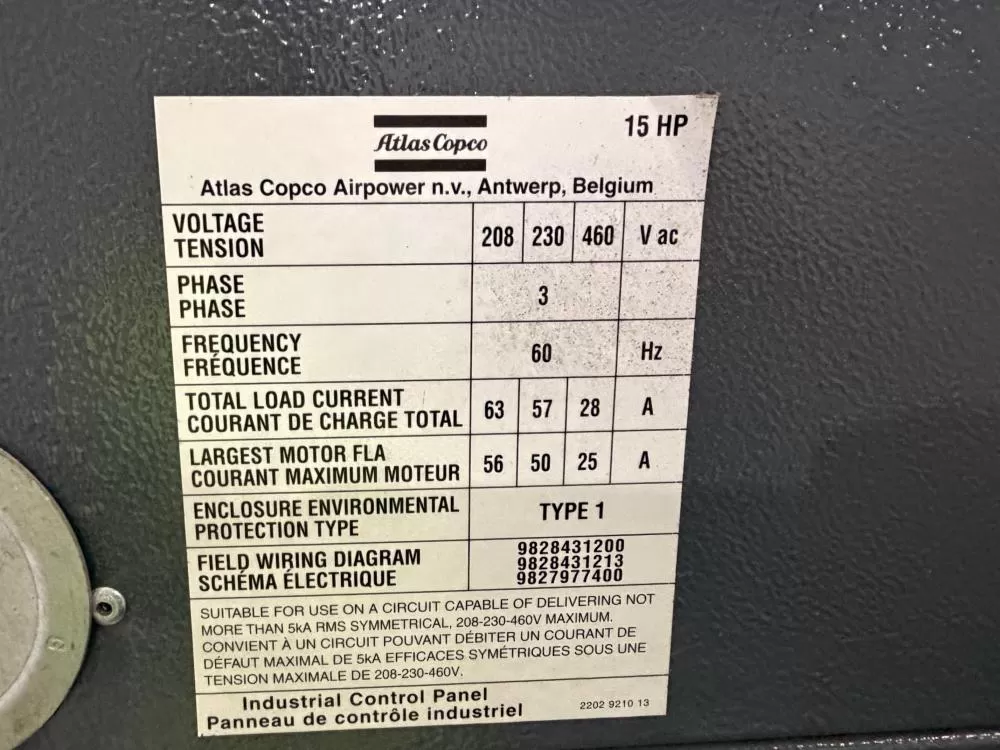 15 HP
Atlas Copco
Atlas Copco Airpower n.v., Antwerp, Belgium
VOLTAGE
TENSION
208 230 460 V ac
PHASE
PHASE
3
FREQUENCY
FRÉQUENCE
60 Hz
TOTAL LOAD CURRENT
COURANT DE CHARGE TOTAL
63 57 28 A
LARGEST MOTOR FLA
COURANT MAXIMUM MOTEUR
56 50 25 A
ENCLOSURE ENVIRONMENTAL
PROTECTION TYPE
TYPE 1
FIELD WIRING DIAGRAM
SCHÉMA ÉLECTRIQUE
9828431200
9828431213
9827977400
SUITABLE FOR USE ON A CIRCUIT CAPABLE OF DELIVERING NOT
MORE THAN 5kA RMS SYMMETRICAL, 208-230-460V MAXIMUM.
CONVIENT À UN CIRCUIT POUVANT DÉBITER UN COURANT DE
DÉFAUT MAXIMAL DE 5kA EFFICACES SYMÉTRIQUES SOUS UNE
TENSION MAXIMALE DE 208-230-460V.
Industrial Control Panel
Panneau de contrôle industriel
2202 9210 13